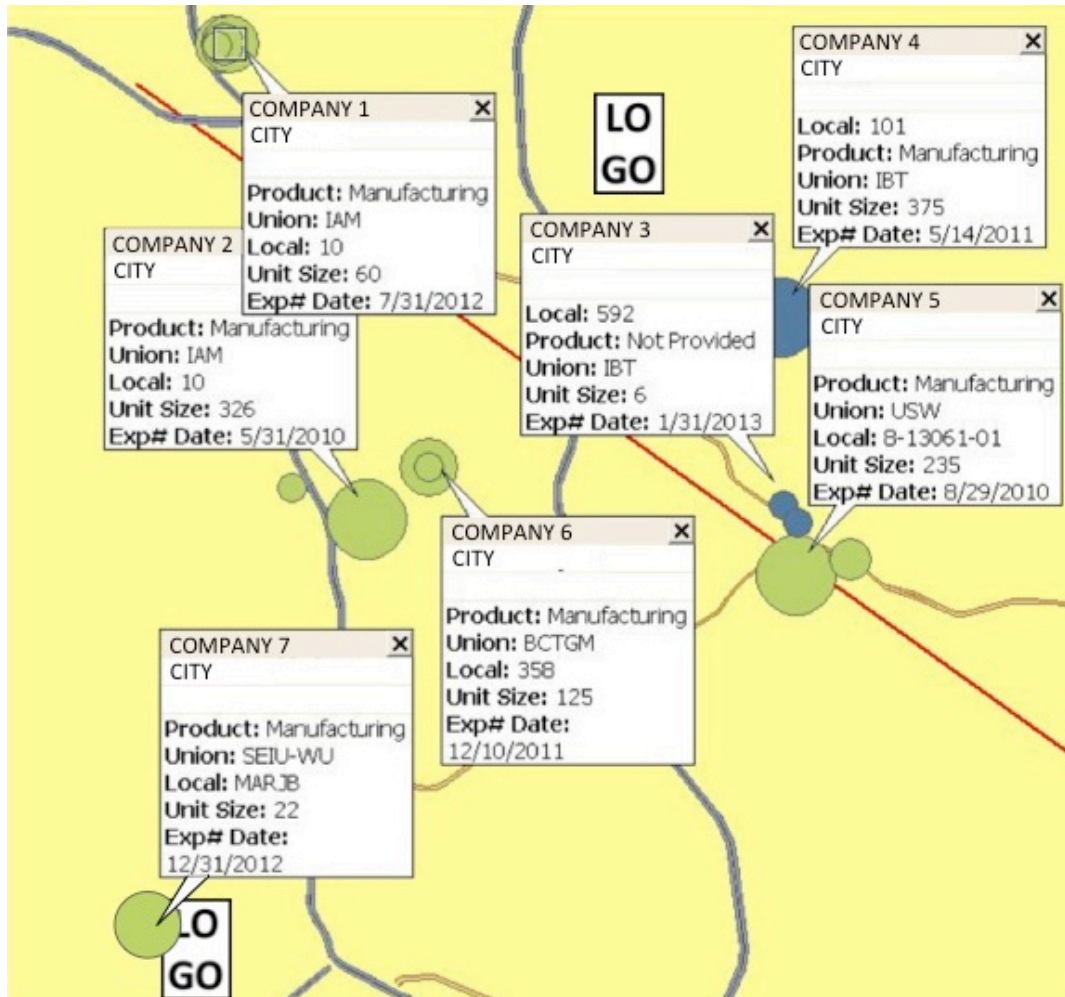 COMPANY 4
CITY
Local: 101
Product: Manufacturing
Union: IBT
Unit Size: 375
Exp# Date: 5/14/2011
COMPANY 1
CITY
Product: Manufacturing
Union: IAM
Local: 10
Unit Size: 60
Exp# Date: 7/31/2012
LO
GO
COMPANY 2
CITY
Product: Manufacturing
Union: IAM
Local: 10
Unit Size: 326
Exp# Date: 5/31/2010
COMPANY 3
CITY
Local: 592
Product: Not Provided
Union: IBT
Unit Size: 6
Exp# Date: 1/31/2013
COMPANY 5
CITY
Product: Manufacturing
Union: USW
Local: 8-13061-01
Unit Size: 235
Exp# Date: 8/29/2010
COMPANY 6
CITY
Product: Manufacturing
Union: BCTGM
Local: 358
Unit Size: 125
Exp# Date:
12/10/2011
COMPANY 7
CITY
Product: Manufacturing
Union: SEIU-WU
Local: MARJB
Unit Size: 22
Exp# Date:
12/31/2012
LO
GO